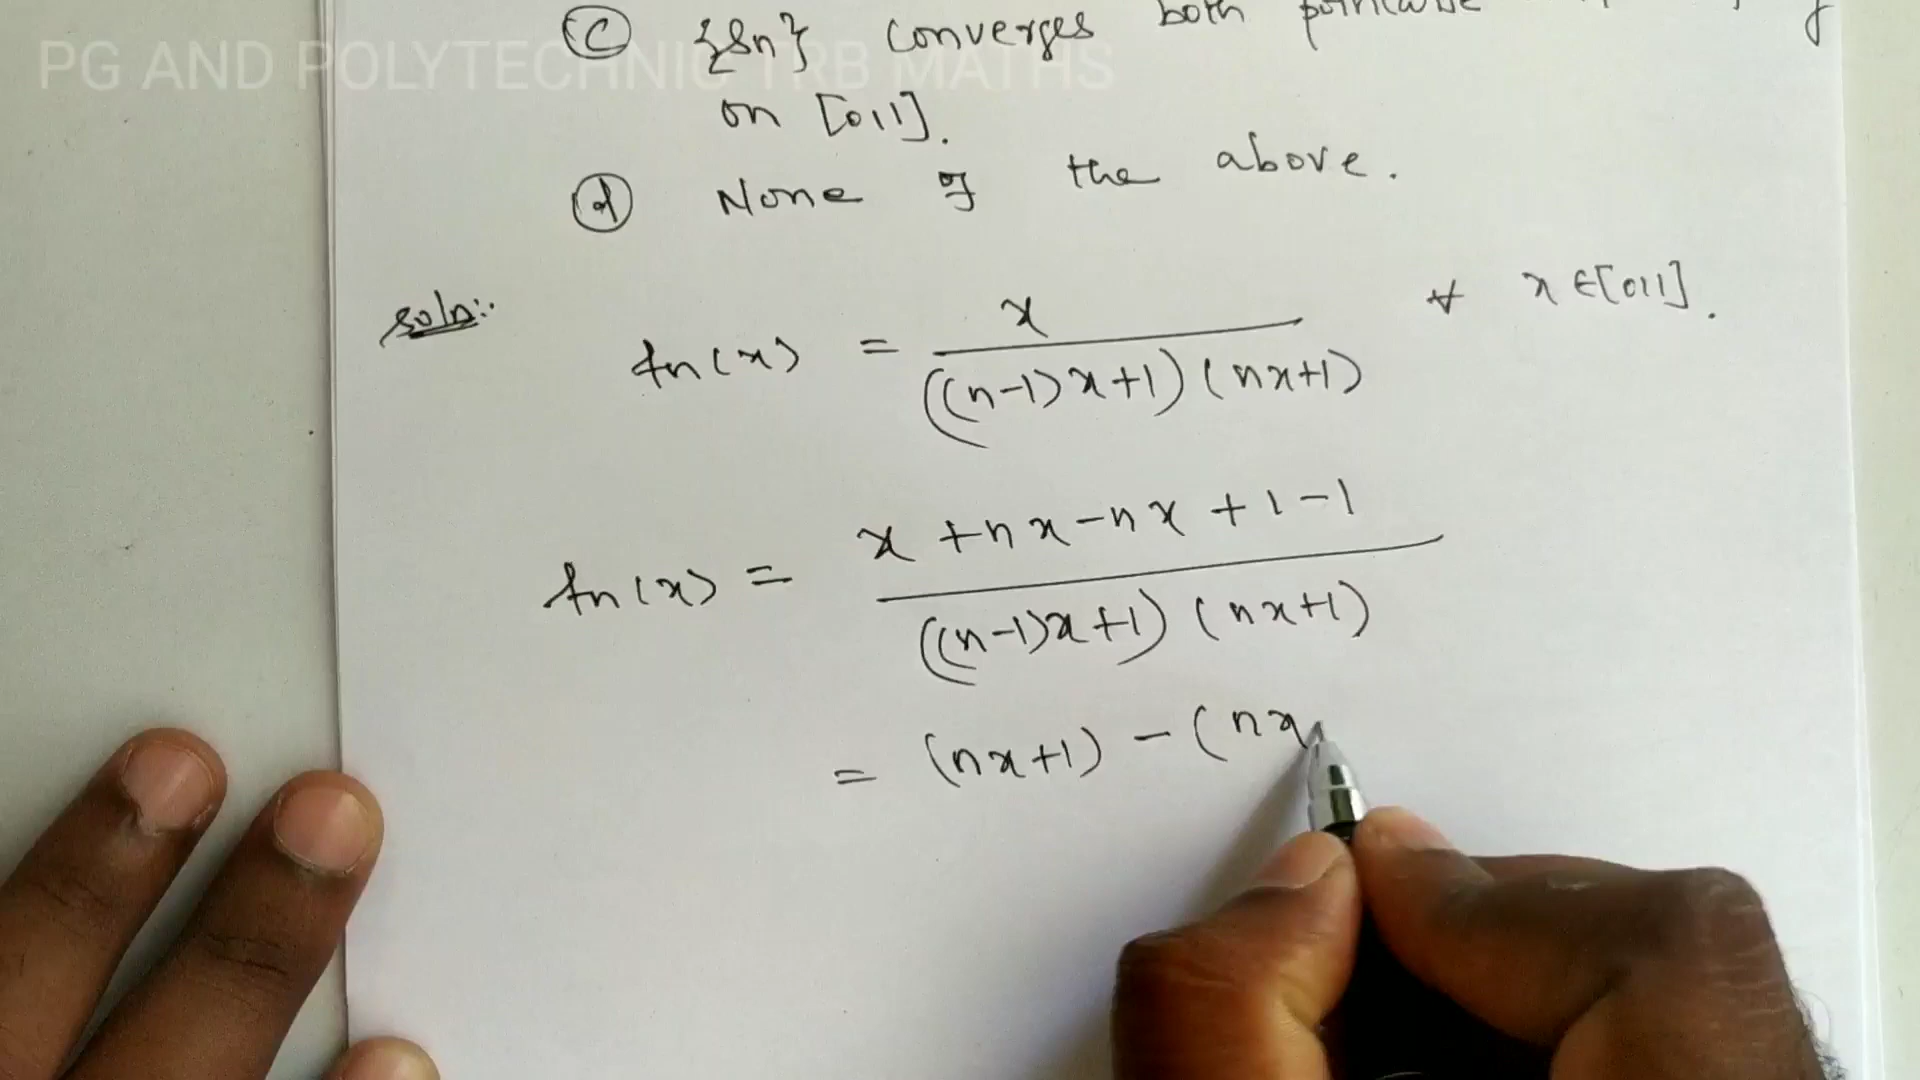 PG AND POLYTECHNIC TRB MATHS
(c) {Sn} converges both pointwise
on [0,1].
(d) None of the above.
Soln:-
fn(x) = x / ((n-1)x+1)(nx+1) ∀ x∈[0,1].
fn(x) = x+nx-nx+1-1 / ((n-1)x+1)(nx+1)
= (nx+1) - (nx